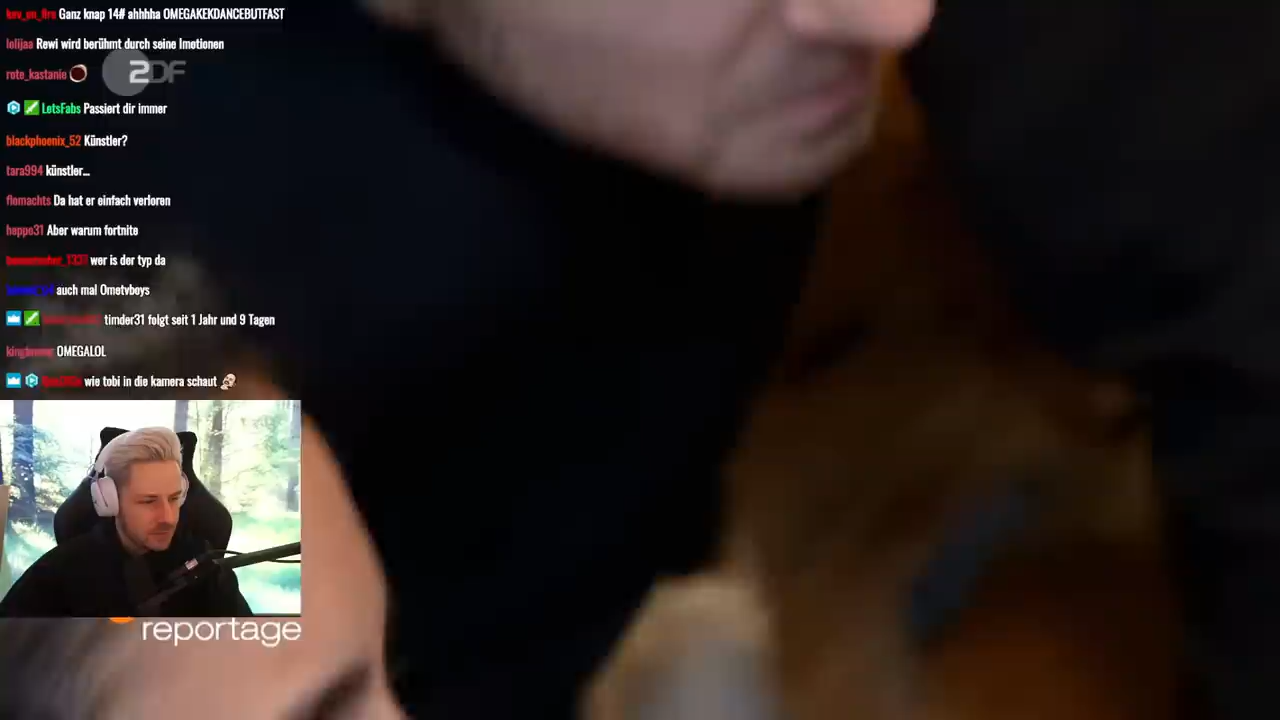 kev_en_fire Ganz knap 14# ahhhha OMEGAKEKDANCEBUTFAST
lolijaa Rewi wird berühmt durch seine Imotionen
rote_kastanie
ZDF
LetsFabs Passiert dir immer
blackphoenix_52 Künstler?
tara994 künstler...
flomachts Da hat er einfach verloren
heppo31 Aber warum fortnite
wer is der typ da
auch mal Ometvboys
timder31 folgt seit 1 Jahr und 9 Tagen
OMEGALOL
wie tobi in die kamera schaut
reportage